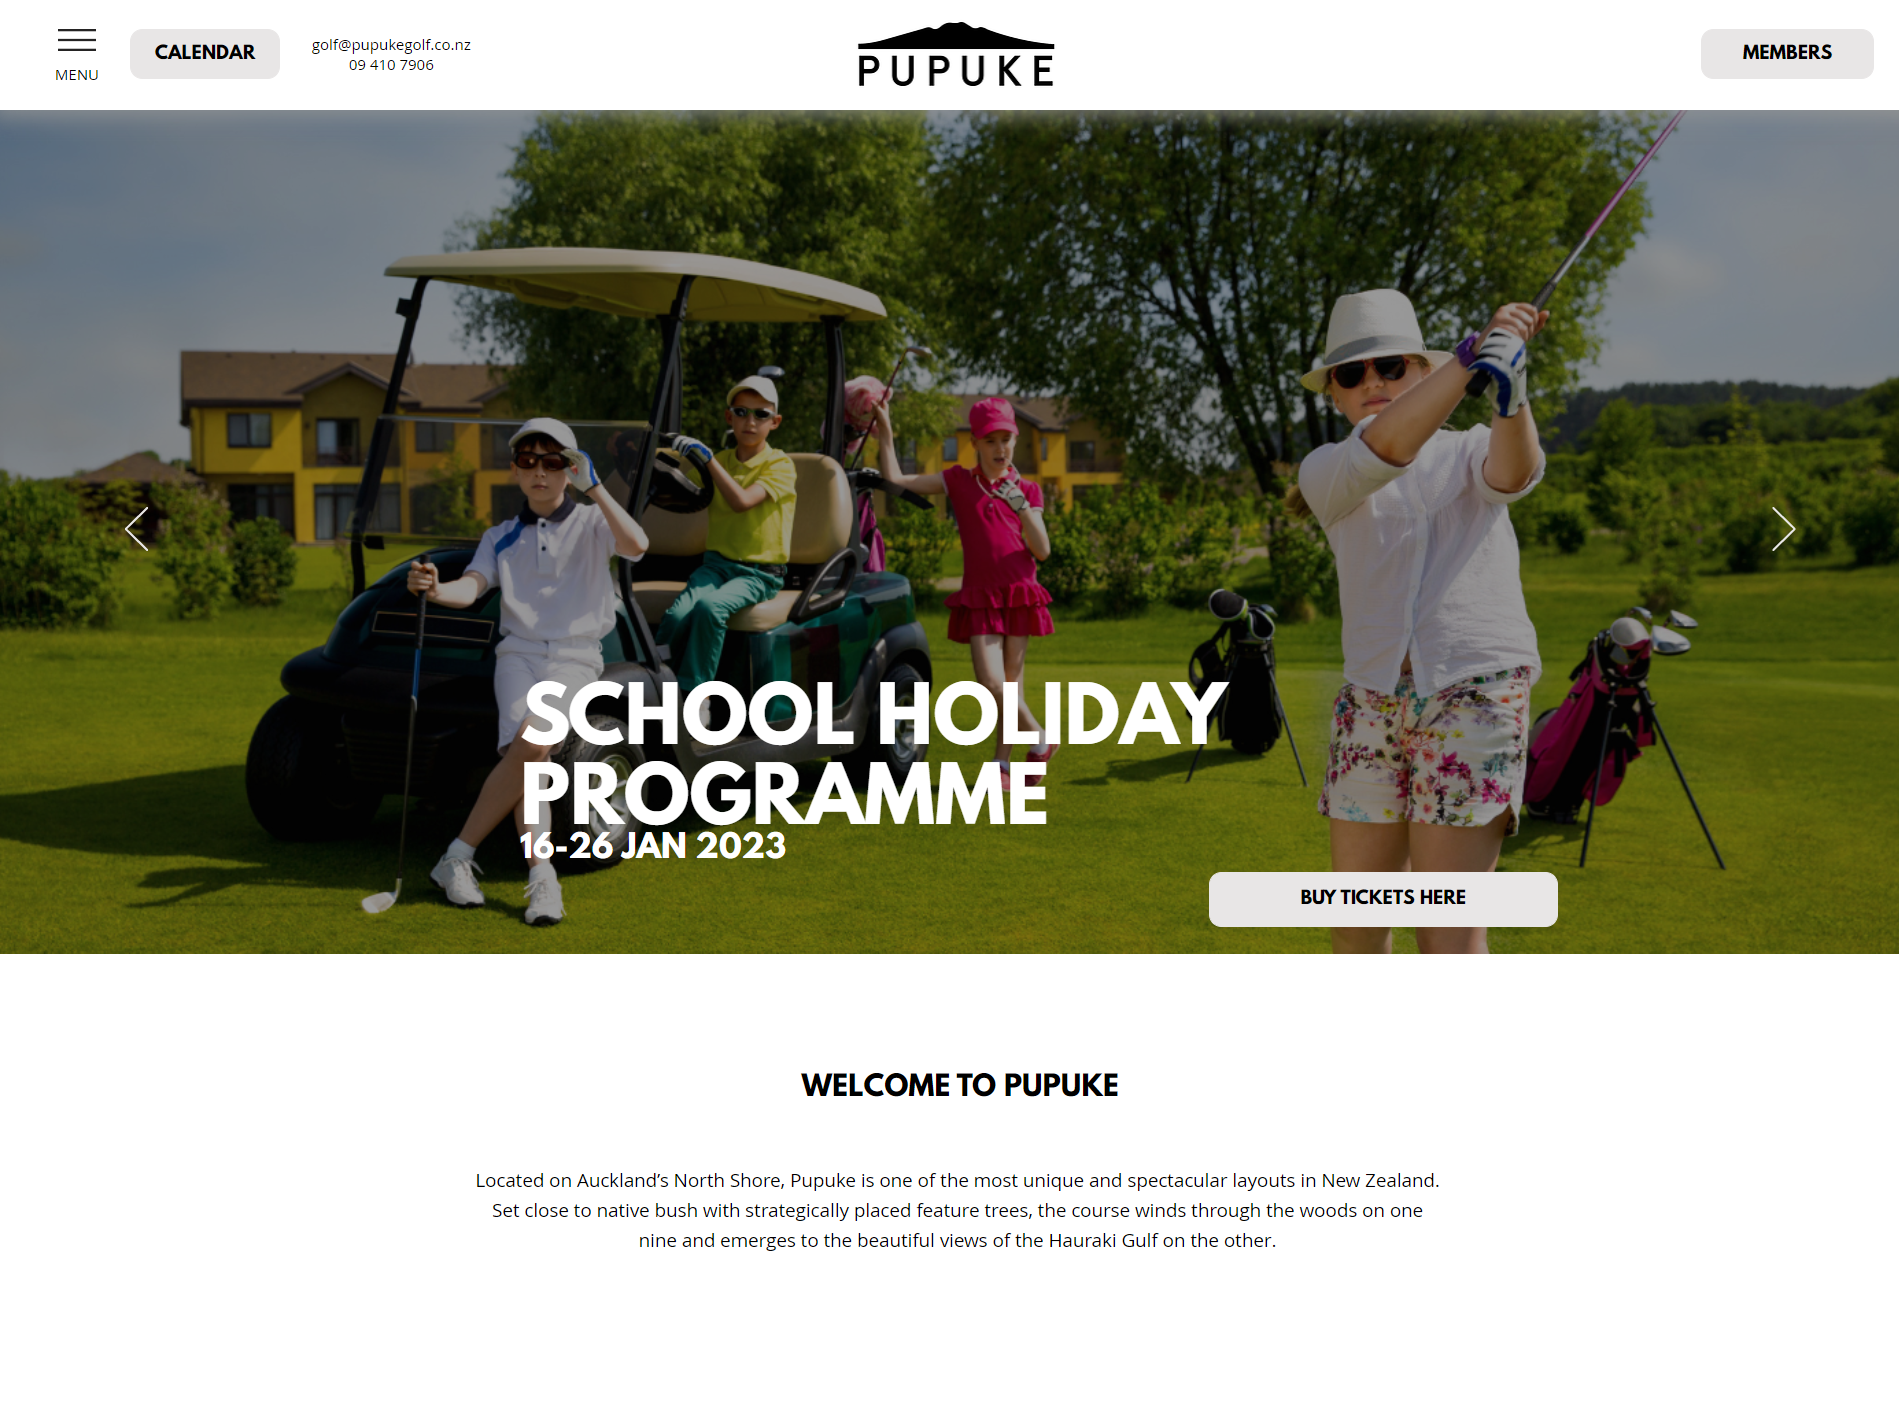 MENU
CALENDAR
golf@pupukegolf.co.nz
09 410 7906
PUPUKE
MEMBERS
SCHOOL HOLIDAY
PROGRAMME
16-26 JAN 2023
BUY TICKETS HERE
WELCOME TO PUPUKE
Located on Auckland’s North Shore, Pupuke is one of the most unique and spectacular layouts in New Zealand.
Set close to native bush with strategically placed feature trees, the course winds through the woods on one
nine and emerges to the beautiful views of the Hauraki Gulf on the other.